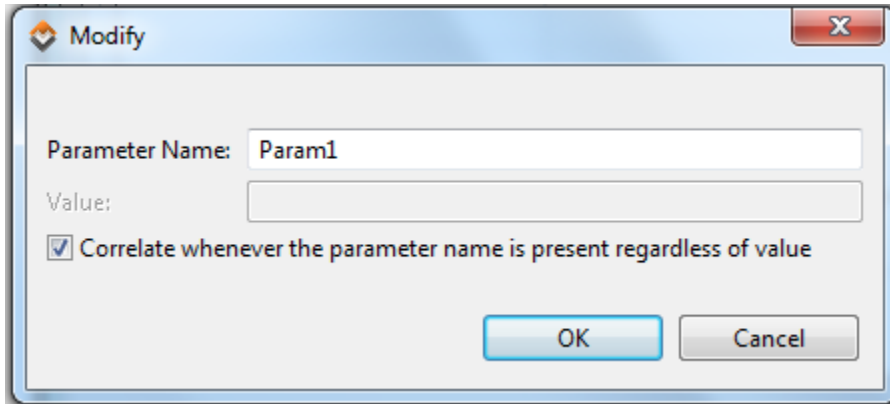 Modify
Parameter Name: Param1
Value:
Correlate whenever the parameter name is present regardless of value
OK Cancel